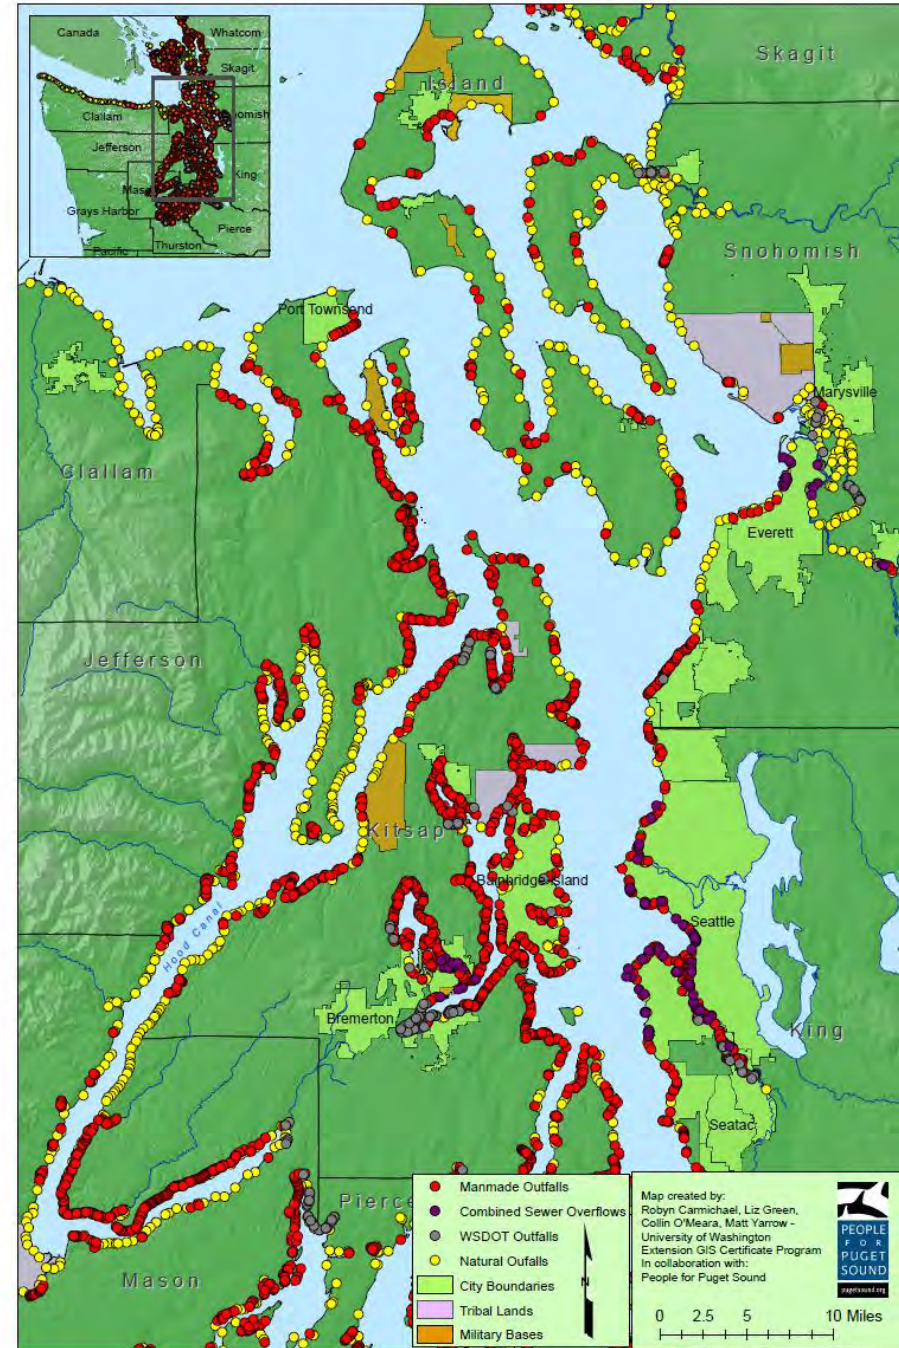 Canada
Whatcom
Skagit
Clallam
Jefferson
King
Grays Harbor
Pierce
Thurston
Pacific
Skagit
Island
Snohomish
Port Townsend
Marysville
Clallam
Everett
Jefferson
Kitsap
Bainbridge Island
Seattle
Hood Canal
Bremerton
King
Seatac
Pierce
Mason
Manmade Outfalls
Combined Sewer Overflows
WSDOT Outfalls
Natural Oufalls
City Boundaries
Tribal Lands
Military Bases
N
Map created by:
Robyn Carmichael, Liz Green,
Collin O'Meara, Matt Yarrow -
University of Washington
Extension GIS Certificate Program
In collaboration with:
People for Puget Sound
PEOPLE
FOR
PUGET
SOUND
pugetsound.org
0 2.5 5 10 Miles